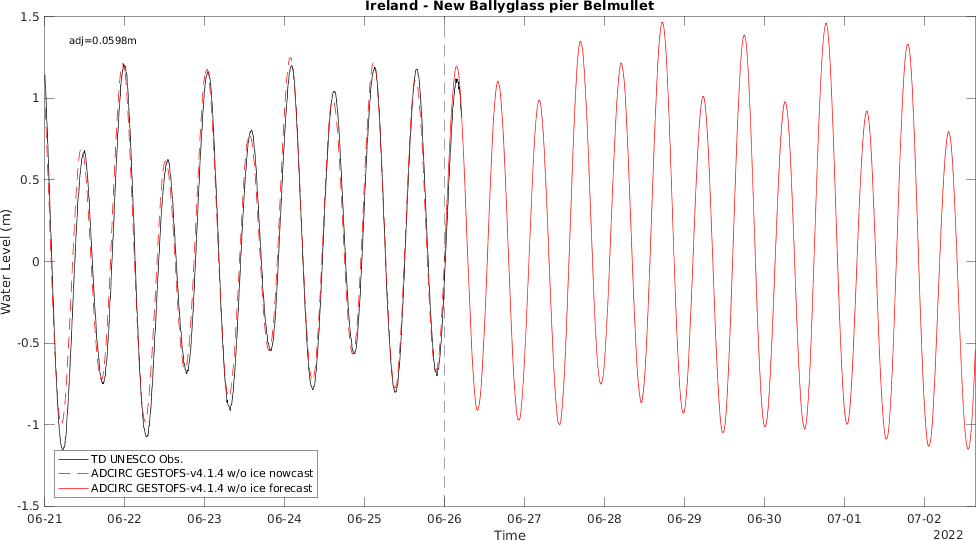 Ireland - New Ballyglass pier Belmullet
adj=0.0598m
1.5
1
0.5
0
-0.5
-1
-1.5
Water Level (m)
TD UNESCO Obs.
ADCIRC GESTOFS-v4.1.4 w/o ice nowcast
ADCIRC GESTOFS-v4.1.4 w/o ice forecast
06-21 06-22 06-23 06-24 06-25 06-26 06-27 06-28 06-29 06-30 07-01 07-02
Time
2022